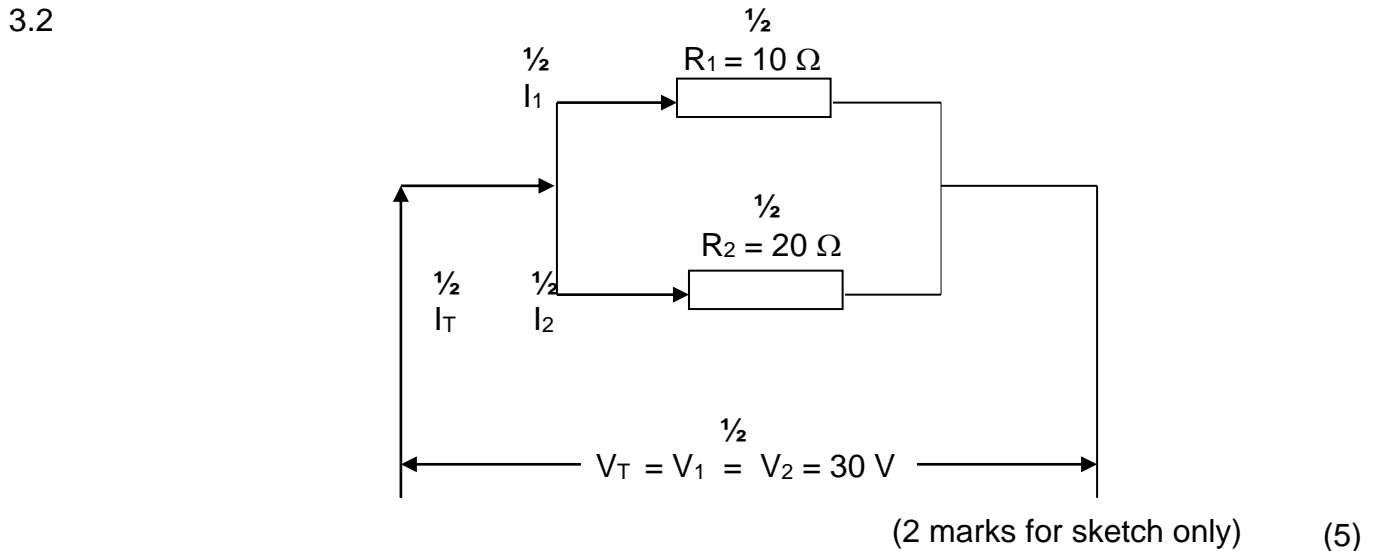 3.2
½
R₁ = 10 Ω
½
I₁
½
R₂ = 20 Ω
½
I_T
½
I₂
½
V_T = V₁ = V₂ = 30 V
(2 marks for sketch only) (5)